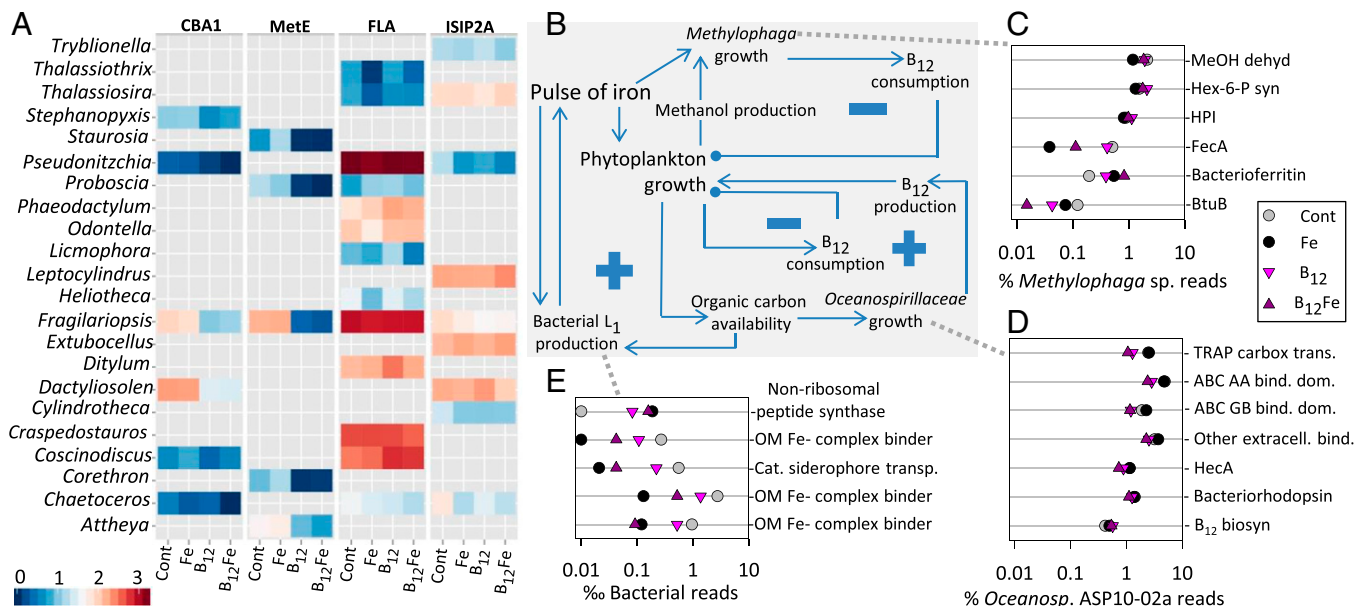 A
CBA1 MetE FLA ISIP2A
Tryblionella
Thalassiothrix
Thalassiosira
Stephanopyxis
Staurosia
Pseudonitzchia
Proboscia
Phaeodactylum
Odontella
Licmophora
Leptocylindrus
Heliotheca
Fragilariopsis
Extubocellus
Ditylum
Dactyliosolen
Cylindrotheca
Craspedostauros
Coscinodiscus
Corethron
Chaetoceros
Attheya
Cont Fe B12 B12Fe Cont Fe B12 B12Fe Cont Fe B12 B12Fe Cont Fe B12 B12Fe
0 1 2 3
B
Methylophaga
growth
B12
consumption
Pulse of iron
Methanol production
Phytoplankton
growth
B12
production
B12
consumption
Organic carbon
availability
Oceanospirillaceae
growth
Bacterial L1
production
C
MeOH dehyd
Hex-6-P syn
HPI
FecA
Bacterioferritin
BtuB
0.01 0.1 1 10
% Methylophaga sp. reads
Cont
Fe
B12
B12Fe
D
TRAP carbox trans.
ABC AA bind. dom.
ABC GB bind. dom.
Other extracell. bind.
HecA
Bacteriorhodopsin
B12 biosyn
0.01 0.1 1 10
% Oceanosp. ASP10-02a reads
E
Non-ribosomal
peptide synthase
OM Fe- complex binder
Cat. siderophore transp.
OM Fe- complex binder
OM Fe- complex binder
0.01 0.1 1 10
‰ Bacterial reads